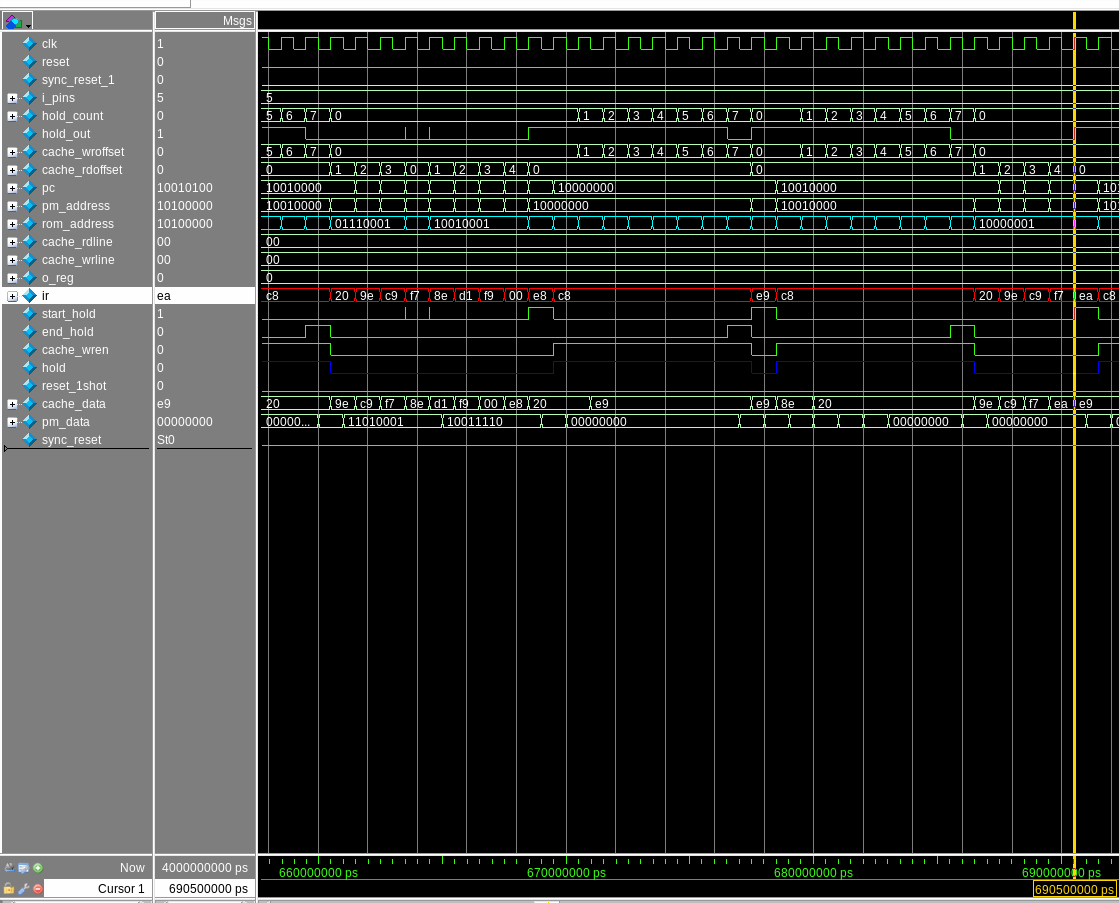 Msgs
clk 1
reset 0
sync_reset_1 0
i_pins 5 5
hold_count 0 5 6 7 0 1 2 3 4 5 6 7 0 1 2 3 4 5 6 7 0
hold_out 1
cache_wroffset 0 5 6 7 0 1 2 3 4 5 6 7 0 1 2 3 4 5 6 7 0
cache_rdoffset 0 0 1 2 3 0 1 2 3 4 0 0 1 2 3 4 0
pc 10010100 10010000 10000000 10010000 10
pm_address 10100000 10010000 10000000 10010000 10
rom_address 10100000 01110001 10010001 10000001
cache_rdline 00 00
cache_wrline 00 00
o_reg 0 0
ir ea c8 20 9e c9 f7 8e d1 f9 00 e8 c8 e9 c8 20 9e c9 f7 ea c8
start_hold 1
end_hold 0
cache_wren 0
hold 0
reset_1shot 0
cache_data e9 20 9e c9 f7 8e d1 f9 00 e8 20 e9 e9 8e 20 9e c9 f7 ea e9
pm_data 00000000 00000... 11010001 10011110 00000000 00000000 00000000
sync_reset St0
Now 4000000000 ps 660000000 ps 670000000 ps 680000000 ps 690000000 ps
Cursor 1 690500000 ps 690500000 ps